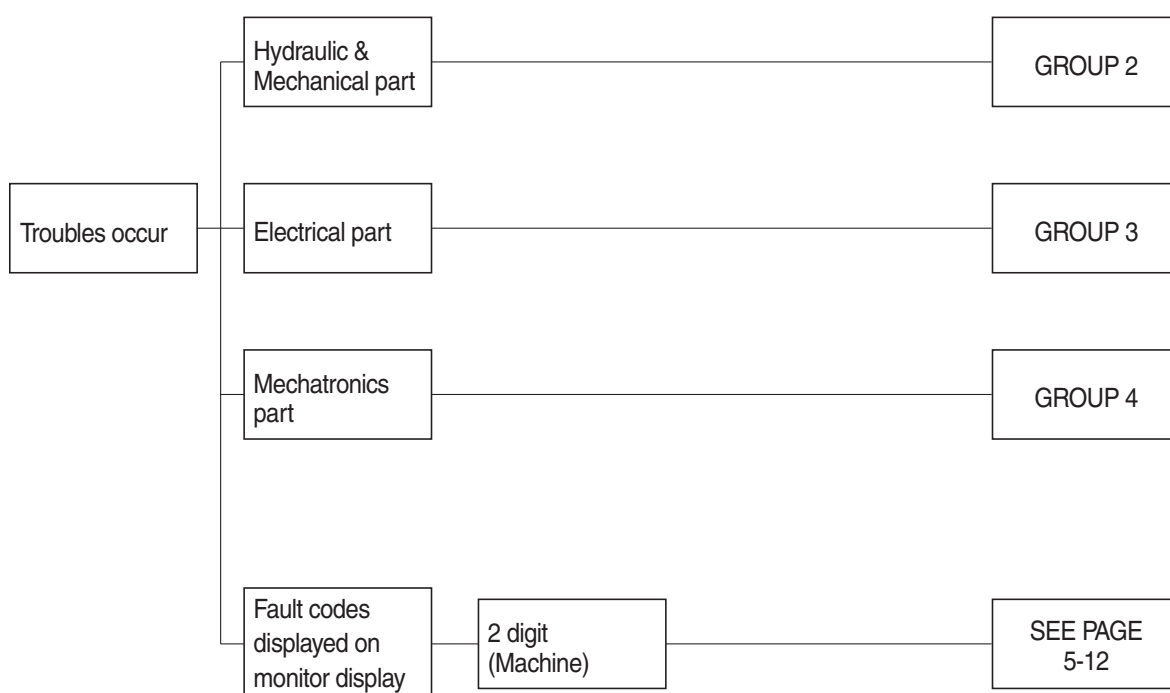 Hydraulic &
Mechanical part
GROUP 2
Troubles occur
Electrical part
GROUP 3
Mechatronics
part
GROUP 4
Fault codes
displayed on
monitor display
2 digit
(Machine)
SEE PAGE
5-12